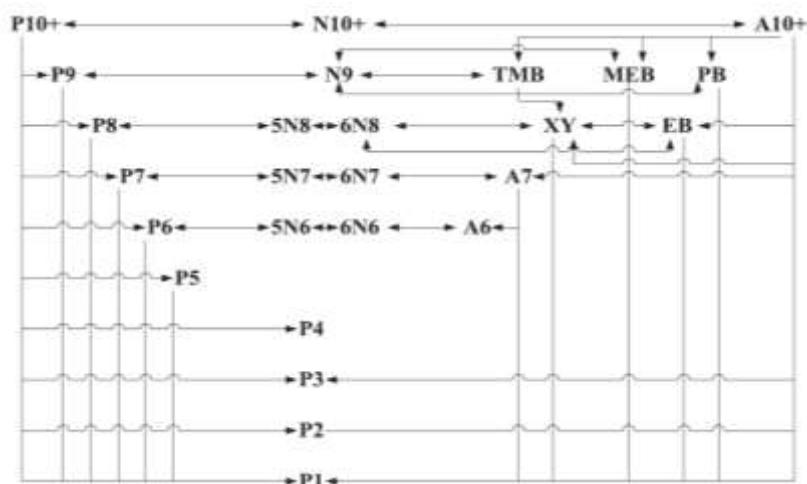 P10+ N10+ A10+
P9 N9 TMB MEB PB
P8 5N8 6N8 XY EB
P7 5N7 6N7 A7
P6 5N6 6N6 A6
P5
P4
P3
P2
P1